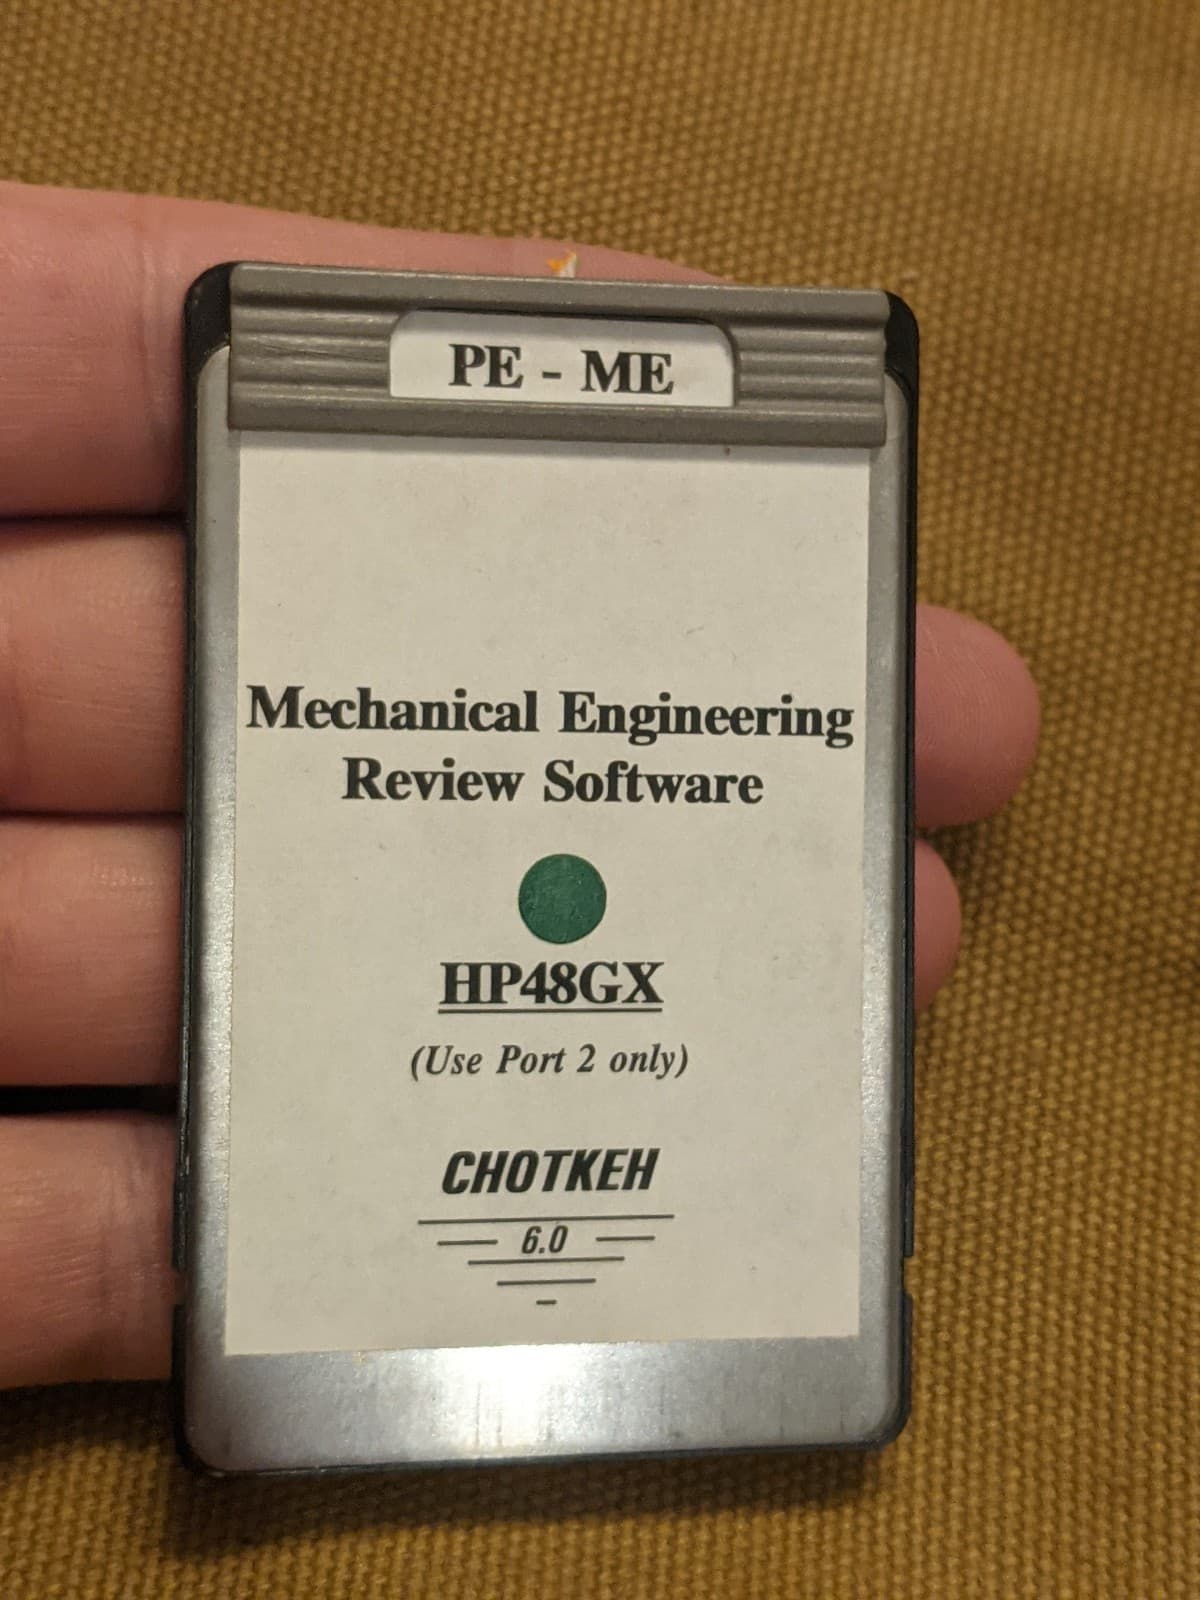 PE - ME
Mechanical Engineering
Review Software
HP48GX
(Use Port 2 only)
CHOTKEH
6.0